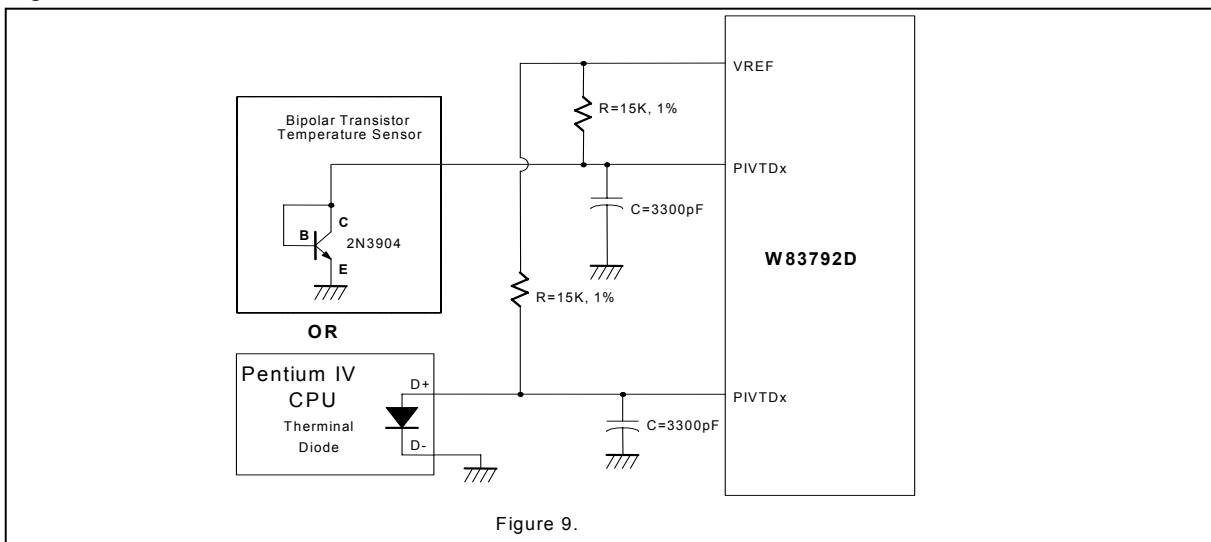 VREF
R=15K, 1%
Bipolar Transistor
Temperature Sensor
PIVTDx
C=3300pF
C
B
2N3904
E
W83792D
R=15K, 1%
OR
Pentium IV
CPU
Therminal
Diode
D+
D-
PIVTDx
C=3300pF
Figure 9.